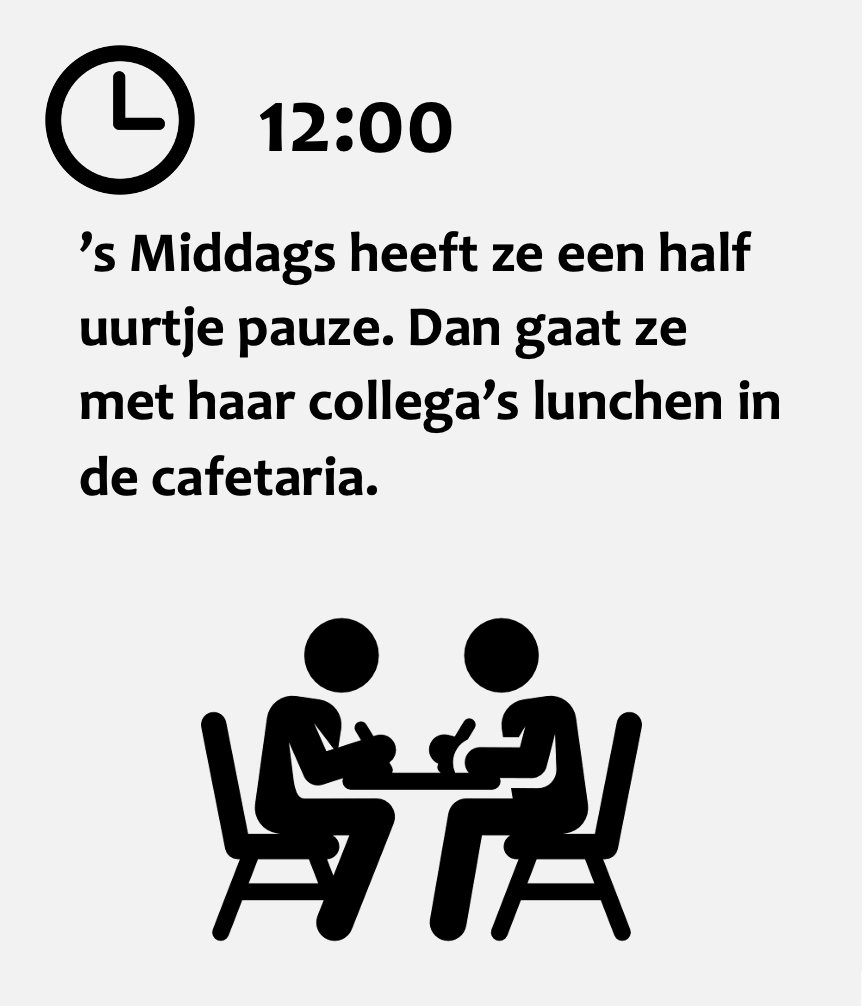 12:00
’s Middags heeft ze een half
uurtje pauze. Dan gaat ze
met haar collega’s lunchen in
de cafetaria.